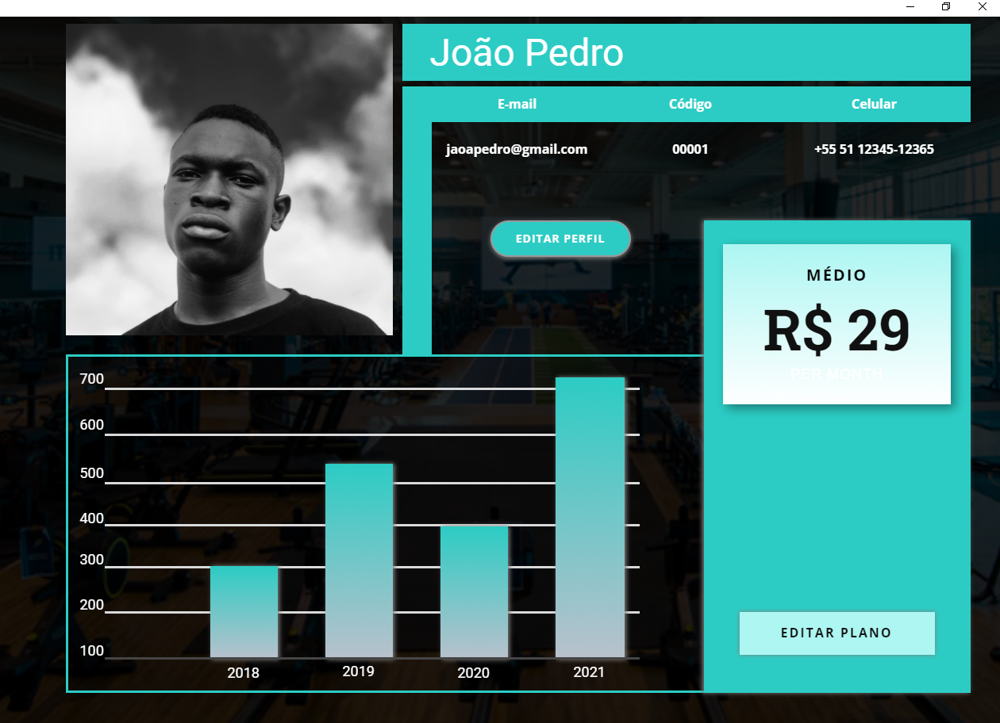 João Pedro
E-mail Código Celular
jaoapedro@gmail.com 00001 +55 51 12345-12365
EDITAR PERFIL
MÉDIO
R$ 29
PER MONTH
700
600
500
400
300
200
100
2018 2019 2020 2021
EDITAR PLANO